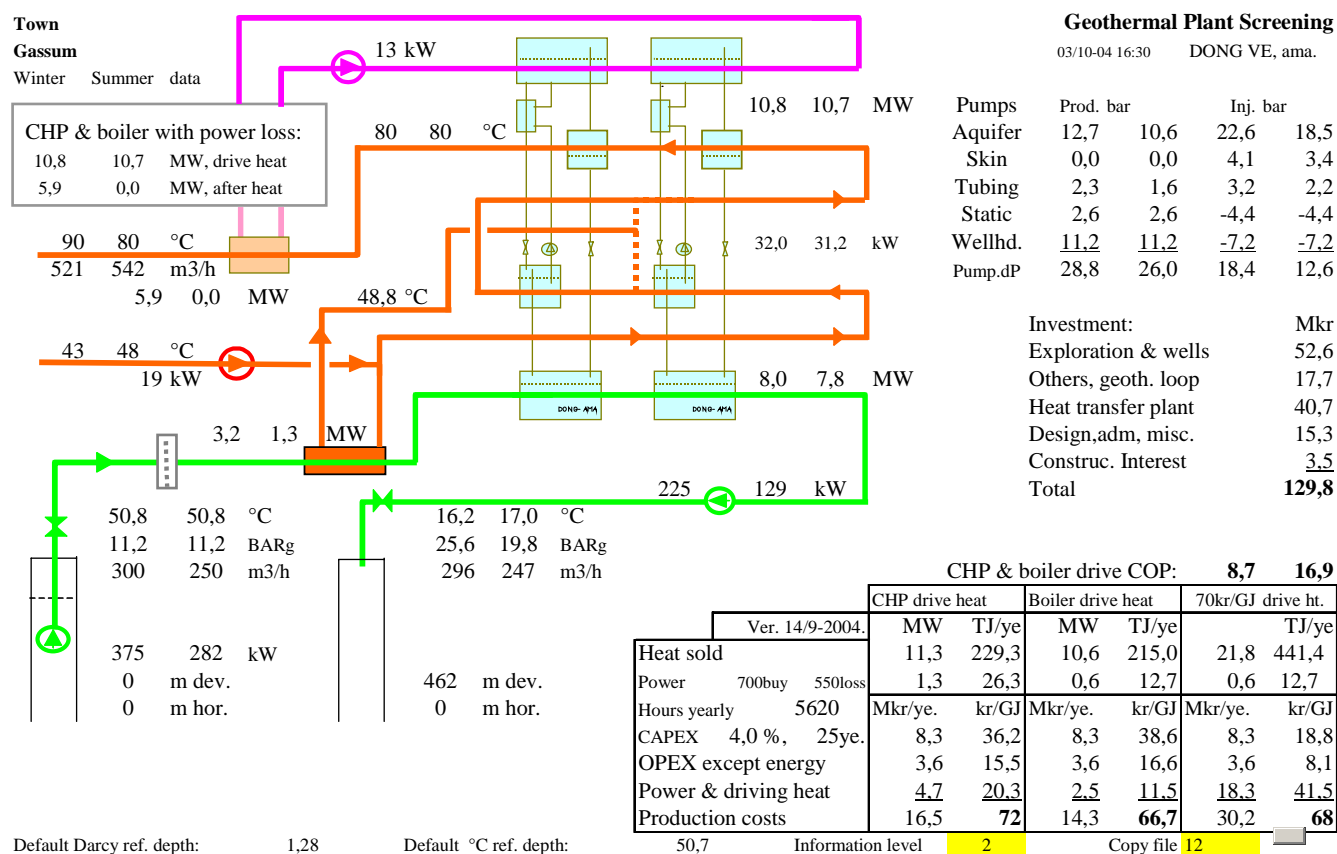 Town
Gassum
Winter Summer data
13 kW
Geothermal Plant Screening
03/10-04 16:30 DONG VE, ama.
CHP & boiler with power loss:
10,8 10,7 MW, drive heat
5,9 0,0 MW, after heat
80 80 °C
10,8 10,7 MW
Pumps Prod. bar Inj. bar
Aquifer 12,7 10,6 22,6 18,5
Skin 0,0 0,0 4,1 3,4
Tubing 2,3 1,6 3,2 2,2
Static 2,6 2,6 -4,4 -4,4
Wellhd. 11,2 11,2 -7,2 -7,2
Pump.dP 28,8 26,0 18,4 12,6
90 80 °C
521 542 m3/h
5,9 0,0 MW
32,0 31,2 kW
48,8 °C
43 48 °C
19 kW
8,0 7,8 MW
DONG-AMA DONG-AMA
Investment: Mkr
Exploration & wells 52,6
Others, geoth. loop 17,7
Heat transfer plant 40,7
Design,adm, misc. 15,3
Construc. Interest 3,5
Total 129,8
3,2 1,3 MW
225 129 kW
50,8 50,8 °C
11,2 11,2 BARg
300 250 m3/h
16,2 17,0 °C
25,6 19,8 BARg
296 247 m3/h
375 282 kW
0 m dev.
0 m hor.
462 m dev.
0 m hor.
CHP & boiler drive COP: 8,7 16,9
CHP drive heat Boiler drive heat 70kr/GJ drive ht.
Ver. 14/9-2004. MW TJ/ye MW TJ/ye TJ/ye
Heat sold 11,3 229,3 10,6 215,0 21,8 441,4
Power 700buy 550loss 1,3 26,3 0,6 12,7 0,6 12,7
Hours yearly 5620 Mkr/ye. kr/GJ Mkr/ye. kr/GJ Mkr/ye. kr/GJ
CAPEX 4,0 %, 25ye. 8,3 36,2 8,3 38,6 8,3 18,8
OPEX except energy 3,6 15,5 3,6 16,6 3,6 8,1
Power & driving heat 4,7 20,3 2,5 11,5 18,3 41,5
Production costs 16,5 72 14,3 66,7 30,2 68
Default Darcy ref. depth: 1,28 Default °C ref. depth: 50,7 Information level 2 Copy file 12